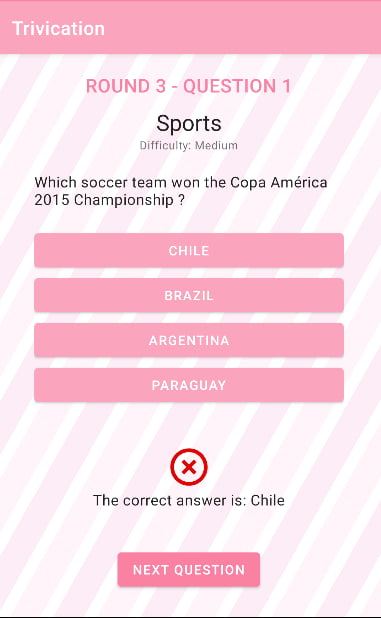 Trivication
ROUND 3 - QUESTION 1
Sports
Difficulty: Medium
Which soccer team won the Copa América
2015 Championship ?
CHILE
BRAZIL
ARGENTINA
PARAGUAY
The correct answer is: Chile
NEXT QUESTION